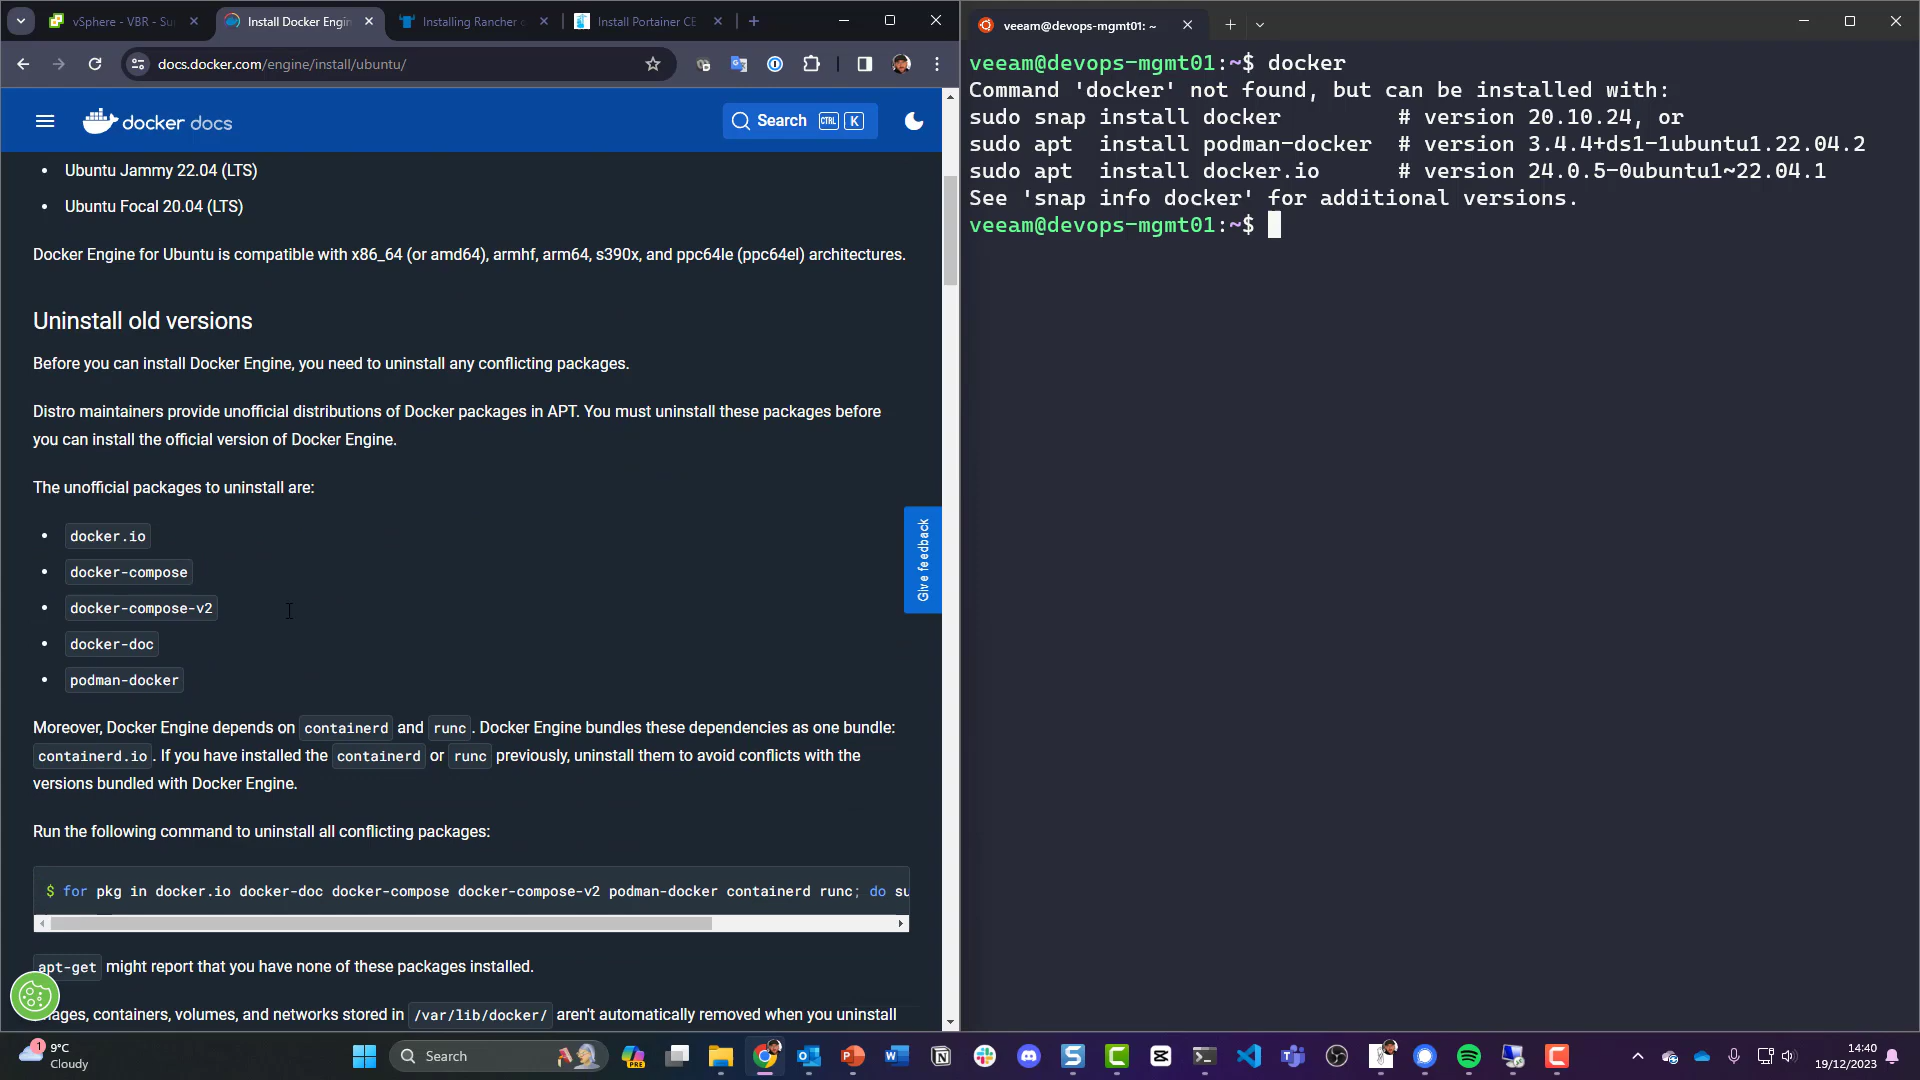 vSphere - VBR - Su
Install Docker Engin
Installing Rancher o
Install Portainer CE
docs.docker.com/engine/install/ubuntu/
docker docs
Search
CTRL
K
• Ubuntu Jammy 22.04 (LTS)
• Ubuntu Focal 20.04 (LTS)
Docker Engine for Ubuntu is compatible with x86_64 (or amd64), armhf, arm64, s390x, and ppc64le (ppc64el) architectures.
Uninstall old versions
Before you can install Docker Engine, you need to uninstall any conflicting packages.
Distro maintainers provide unofficial distributions of Docker packages in APT. You must uninstall these packages before
you can install the official version of Docker Engine.
The unofficial packages to uninstall are:
• docker.io
• docker-compose
• docker-compose-v2
• docker-doc
• podman-docker
Moreover, Docker Engine depends on containerd and runc. Docker Engine bundles these dependencies as one bundle:
containerd.io. If you have installed the containerd or runc previously, uninstall them to avoid conflicts with the
versions bundled with Docker Engine.
Run the following command to uninstall all conflicting packages:
$ for pkg in docker.io docker-doc docker-compose docker-compose-v2 podman-docker containerd runc; do su
apt-get might report that you have none of these packages installed.
ages, containers, volumes, and networks stored in /var/lib/docker/ aren't automatically removed when you uninstall
Give feedback
veeam@devops-mgmt01: ~
veeam@devops-mgmt01:~$ docker
Command 'docker' not found, but can be installed with:
sudo snap install docker # version 20.10.24, or
sudo apt install podman-docker # version 3.4.4+ds1-1ubuntu1.22.04.2
sudo apt install docker.io # version 24.0.5-0ubuntu1~22.04.1
See 'snap info docker' for additional versions.
veeam@devops-mgmt01:~$
1
9°C
Cloudy
Search
PRE
14:40
19/12/2023